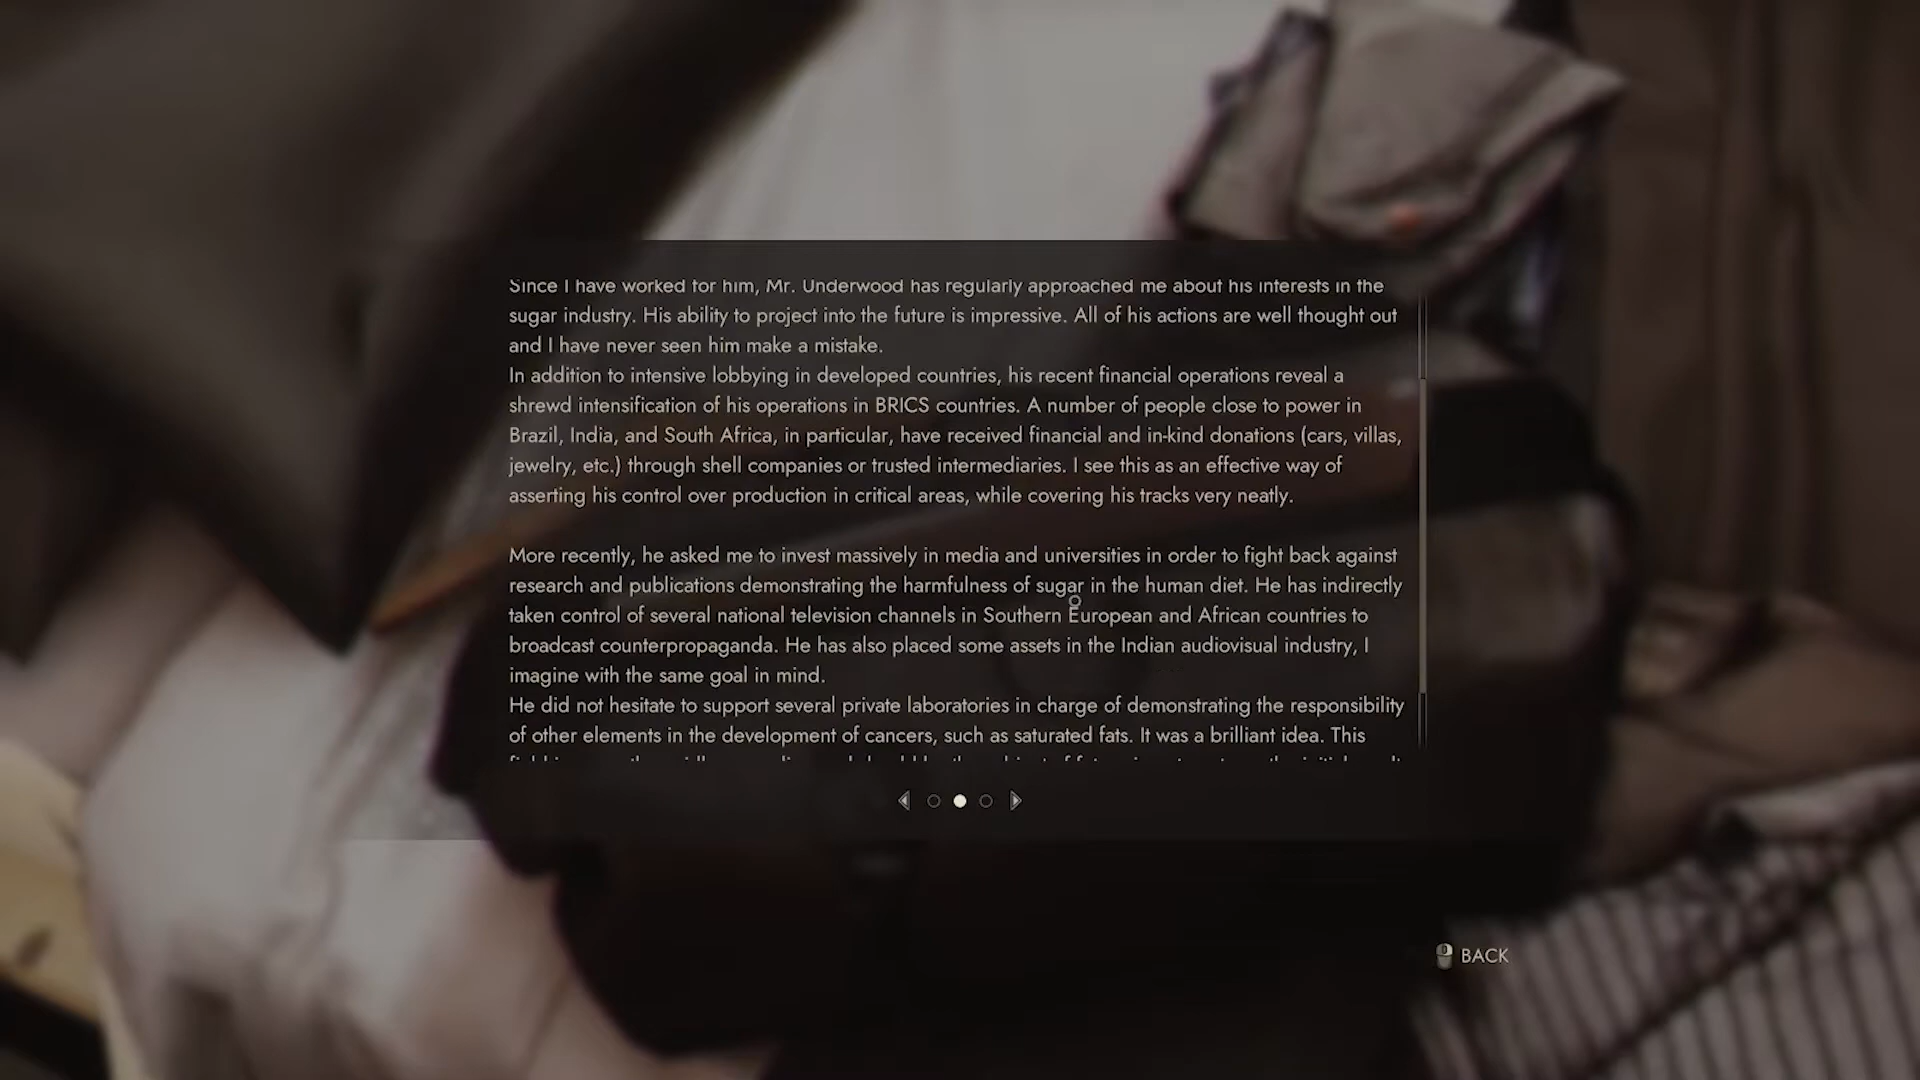 Since I have worked for him, Mr. Underwood has regularly approached me about his interests in the
sugar industry. His ability to project into the future is impressive. All of his actions are well thought out
and I have never seen him make a mistake.
In addition to intensive lobbying in developed countries, his recent financial operations reveal a
shrewd intensification of his operations in BRICS countries. A number of people close to power in
Brazil, India, and South Africa, in particular, have received financial and in-kind donations (cars, villas,
jewelry, etc.) through shell companies or trusted intermediaries. I see this as an effective way of
asserting his control over production in critical areas, while covering his tracks very neatly.
More recently, he asked me to invest massively in media and universities in order to fight back against
research and publications demonstrating the harmfulness of sugar in the human diet. He has indirectly
taken control of several national television channels in Southern European and African countries to
broadcast counterpropaganda. He has also placed some assets in the Indian audiovisual industry, I
imagine with the same goal in mind.
He did not hesitate to support several private laboratories in charge of demonstrating the responsibility
of other elements in the development of cancers, such as saturated fats. It was a brilliant idea. This
BACK